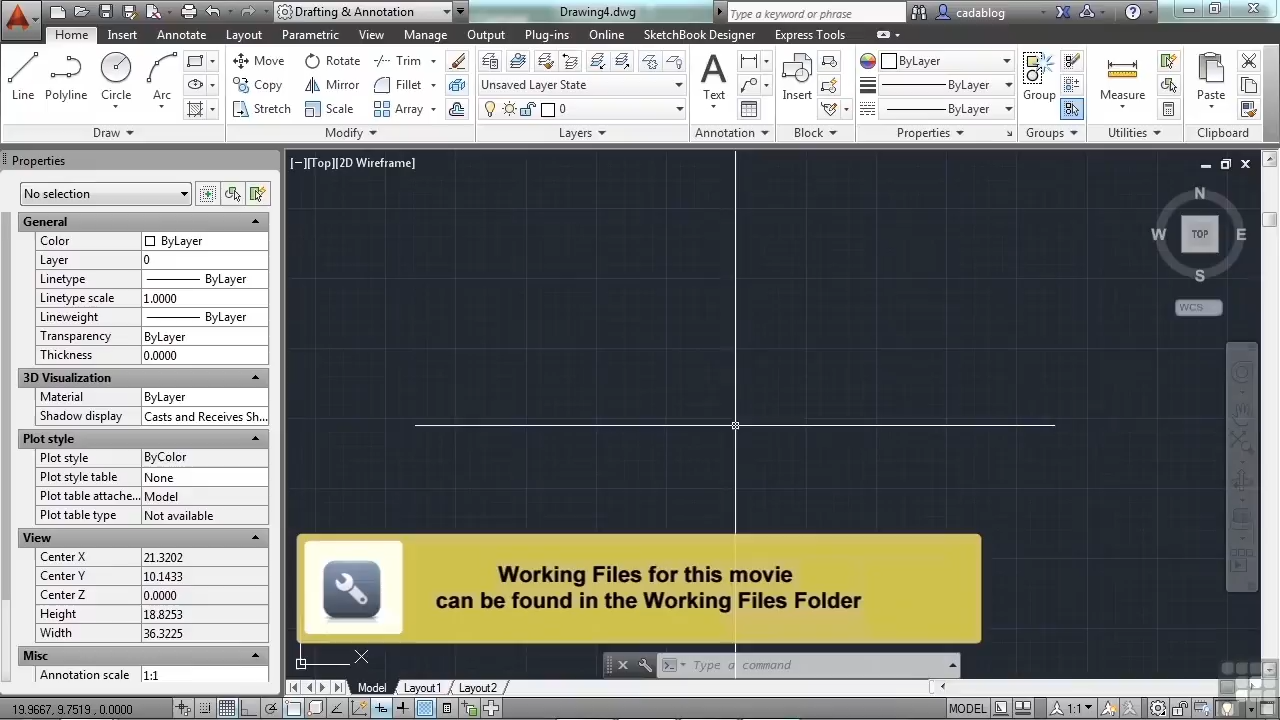 Drafting & Annotation
Drawing4.dwg
Type a keyword or phrase
cadablog
Home
Insert
Annotate
Layout
Parametric
View
Manage
Output
Plug-ins
Online
SketchBook Designer
Express Tools
Line
Polyline
Circle
Arc
Move
Rotate
Trim
Copy
Mirror
Fillet
Stretch
Scale
Array
Unsaved Layer State
0
Text
Insert
ByLayer
ByLayer
ByLayer
Group
Measure
Paste
Draw
Modify
Layers
Annotation
Block
Properties
Groups
Utilities
Clipboard
Properties
No selection
General
Color ByLayer
Layer 0
Linetype ByLayer
Linetype scale 1.0000
Lineweight ByLayer
Transparency ByLayer
Thickness 0.0000
3D Visualization
Material ByLayer
Shadow display Casts and Receives Sh...
Plot style
Plot style ByColor
Plot style table None
Plot table attache... Model
Plot table type Not available
View
Center X 21.3202
Center Y 10.1433
Center Z 0.0000
Height 18.8253
Width 36.3225
Misc
Annotation scale 1:1
[−][Top][2D Wireframe]
N
W TOP E
S
WCS
Working Files for this movie
can be found in the Working Files Folder
X
Type a command
Model Layout1 Layout2
19.9667, 9.7519 , 0.0000
MODEL
1:1